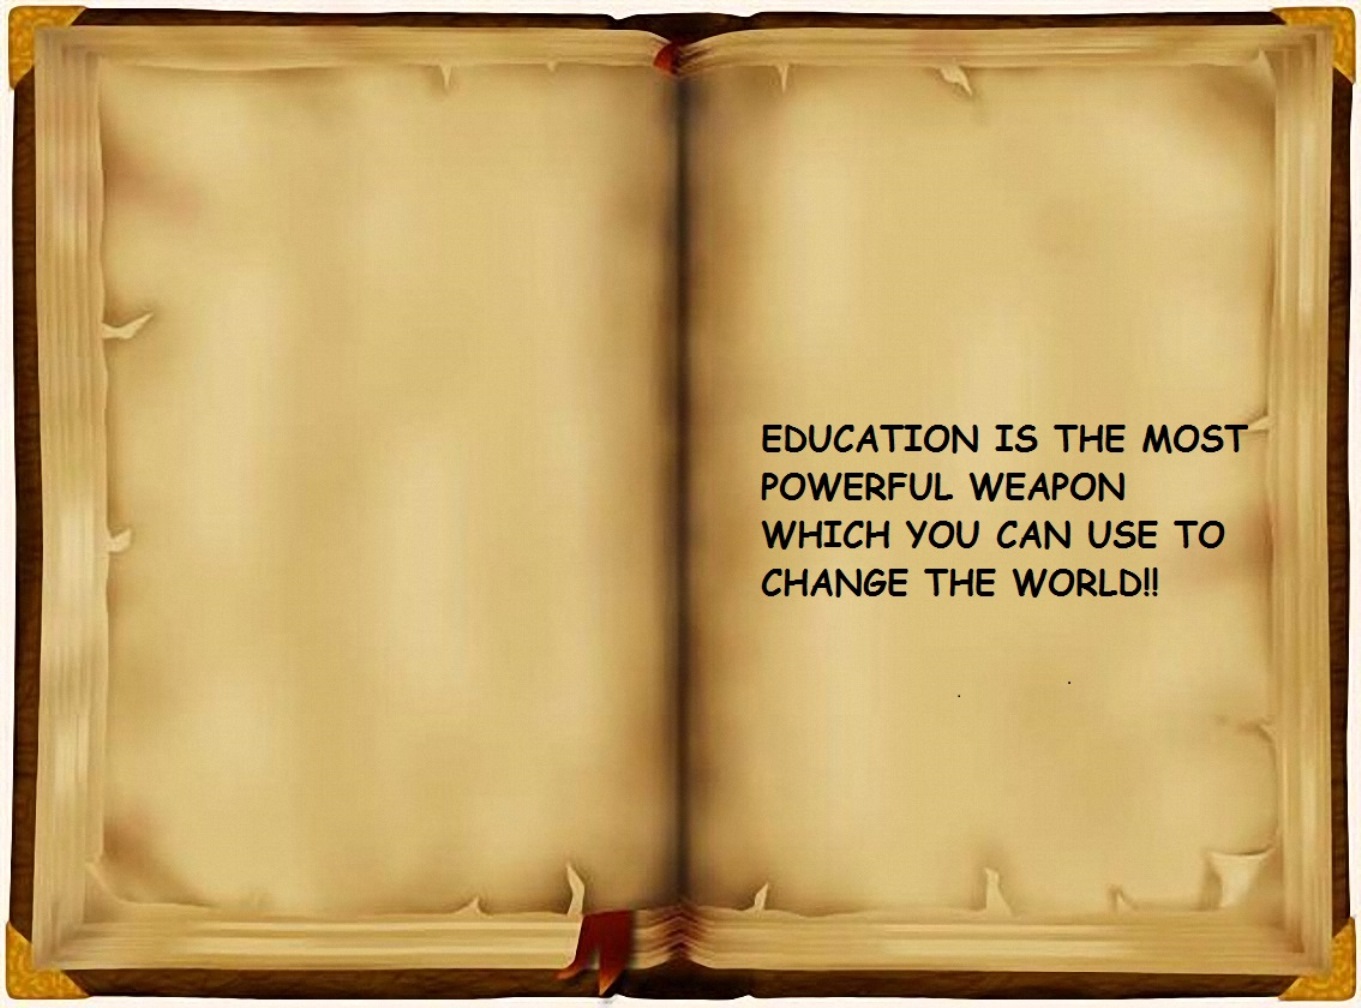 EDUCATION IS THE MOST
POWERFUL WEAPON
WHICH YOU CAN USE TO
CHANGE THE WORLD!!